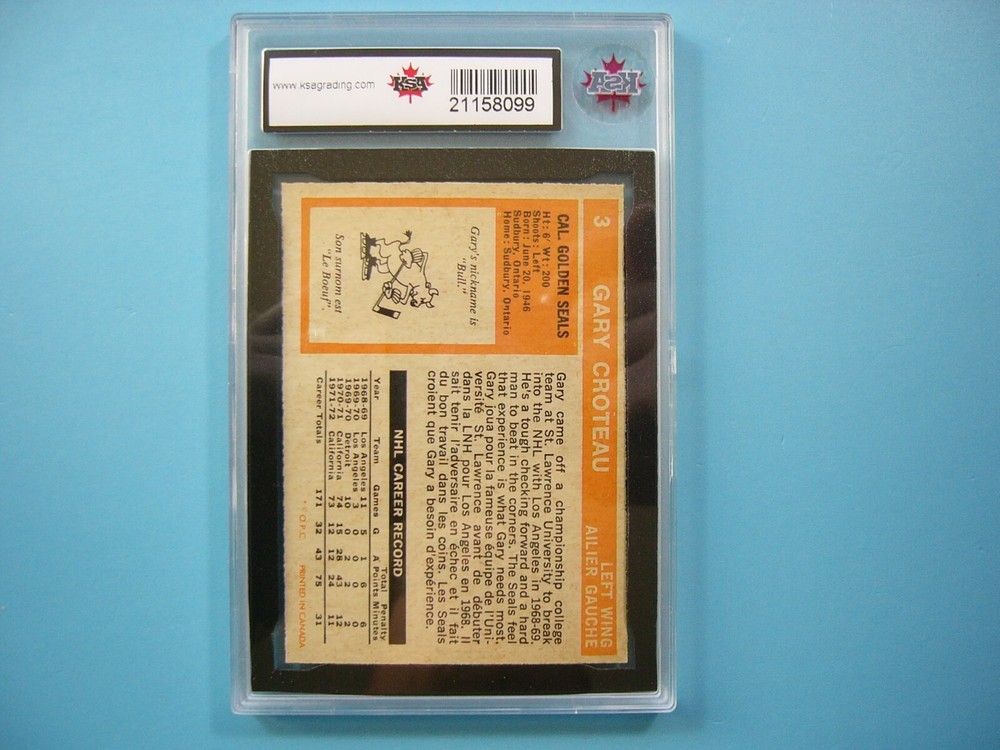 www.ksagrading.com
KSA
21158099
KSA
3 GARY CROTEAU LEFT WING
AILIER GAUCHE
CAL. GOLDEN SEALS
Ht: 6' Wt: 200
Shoots: Left
Born: June 20, 1946
Sudbury, Ontario
Home: Sudbury, Ontario
Gary's nickname is
"Bull."
Son surnom est
"Le Boeuf".
Gary came off a championship college
team at St. Lawrence University to break
into the NHL with Los Angeles in 1968-69.
He's a tough checking forward and a hard
man to beat in the corners. The Seals feel
that experience is what Gary needs most.
Gary joua pour la fameuse équipe de l'Uni-
versité St. Lawrence avant de débuter
dans la LNH pour Los Angeles en 1968. Il
sait tenir l'adversaire en échec et il fait
du bon travail dans les coins. Les Seals
croient que Gary a besoin d'expérience.
NHL CAREER RECORD
Year Team Games G A Total Points Penalty Minutes
1968-69 Los Angeles 11 5 1 6 6
1969-70 Los Angeles 3 0 0 0 0
1969-70 Detroit 10 0 2 2 2
1970-71 California 74 15 28 43 12
1971-72 California 73 12 12 24 11
Career Totals 171 32 43 75 31
* O.P.C. PRINTED IN CANADA